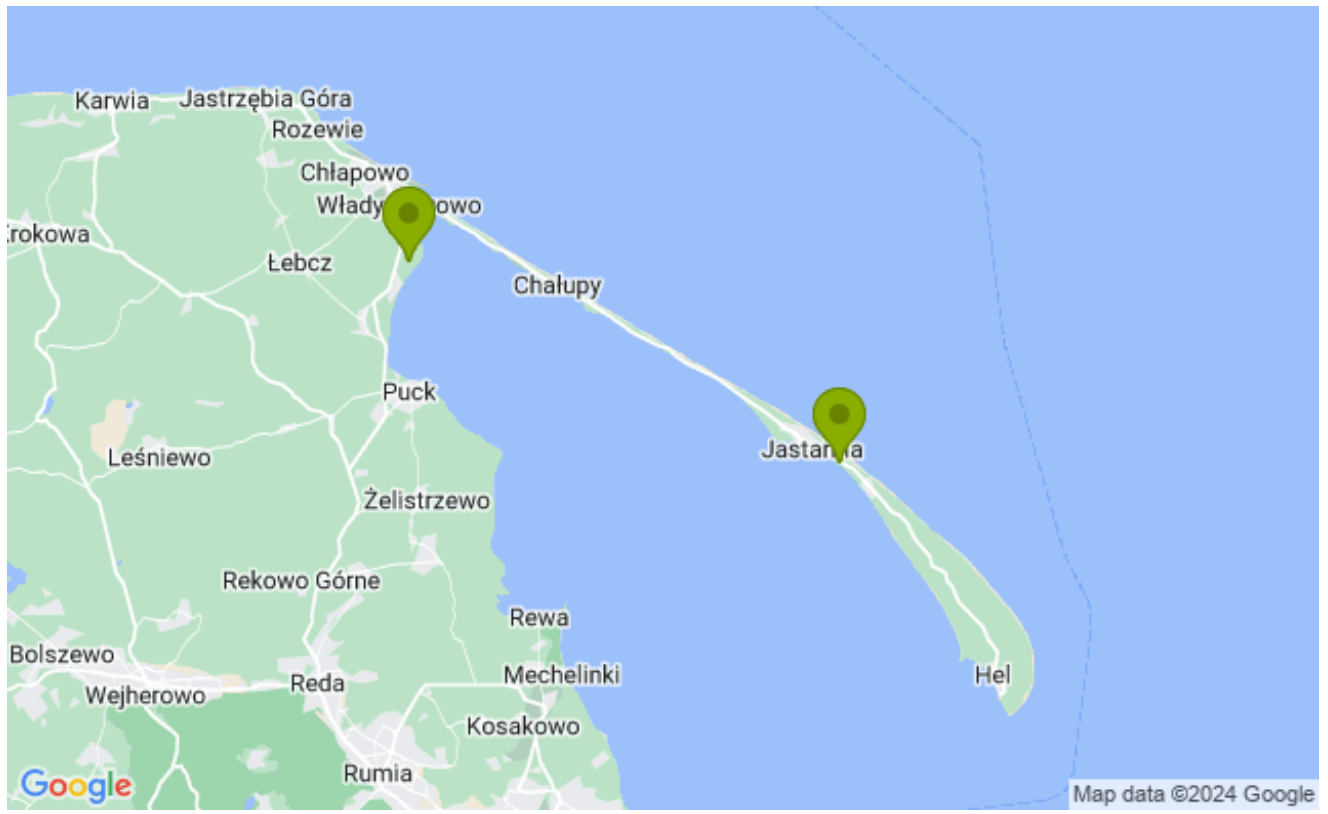 Karwia
Jastrzębia Góra
Rozewie
Chłapowo
Krokowa
Łebcz
Chałupy
Puck
Leśniewo
Żelistrzewo
Rekowo Górne
Rewa
Bolszewo
Wejherowo
Reda
Mechelinki
Hel
Kosakowo
Rumia
Google
Map data ©2024 Google